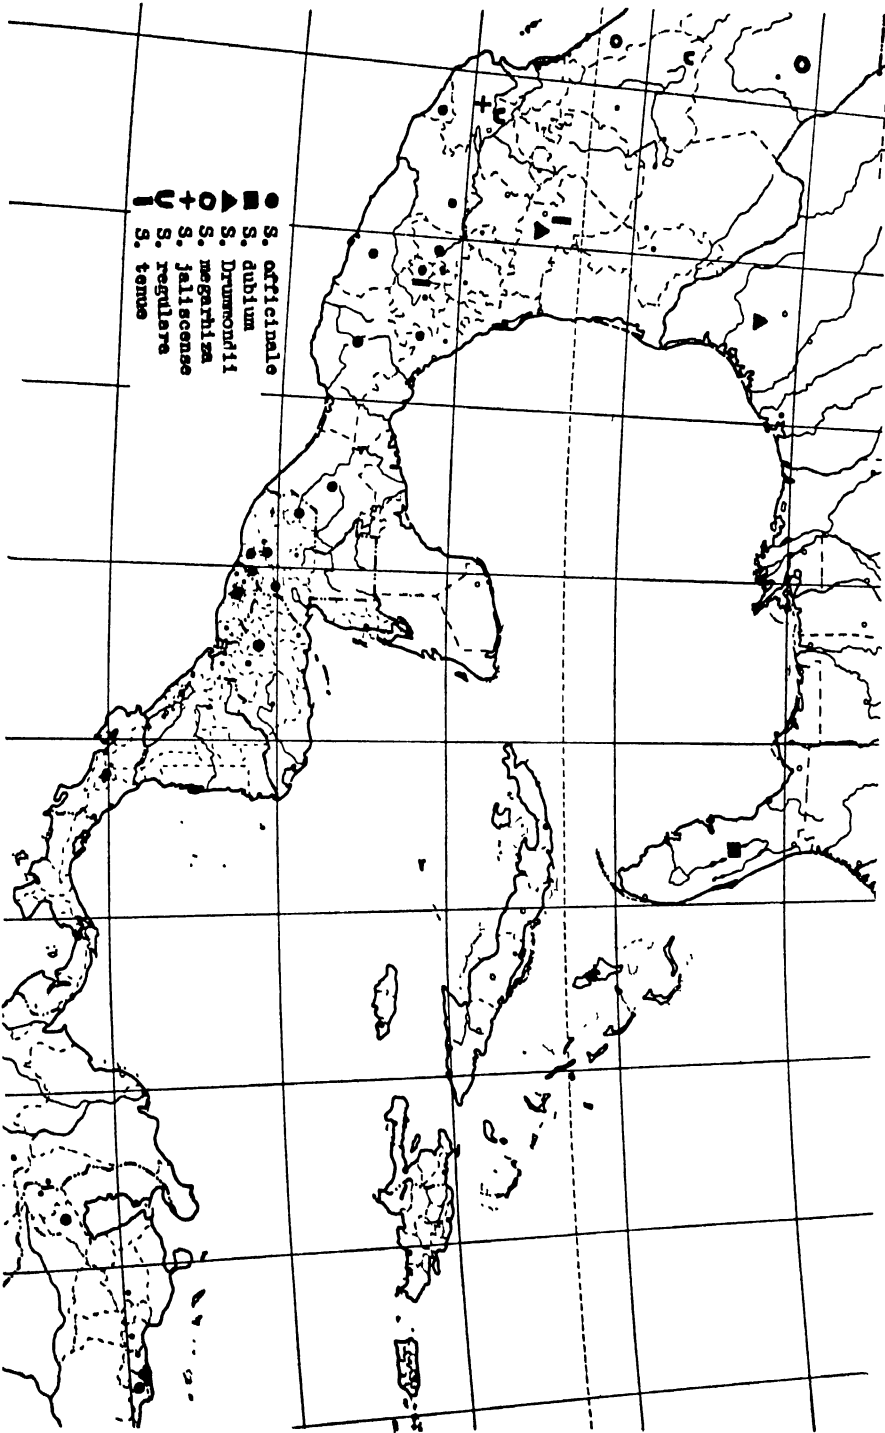 S. officinale
S. dubium
S. Drummondii
S. megarhiza
S. jaliscense
S. regulare
S. tenue